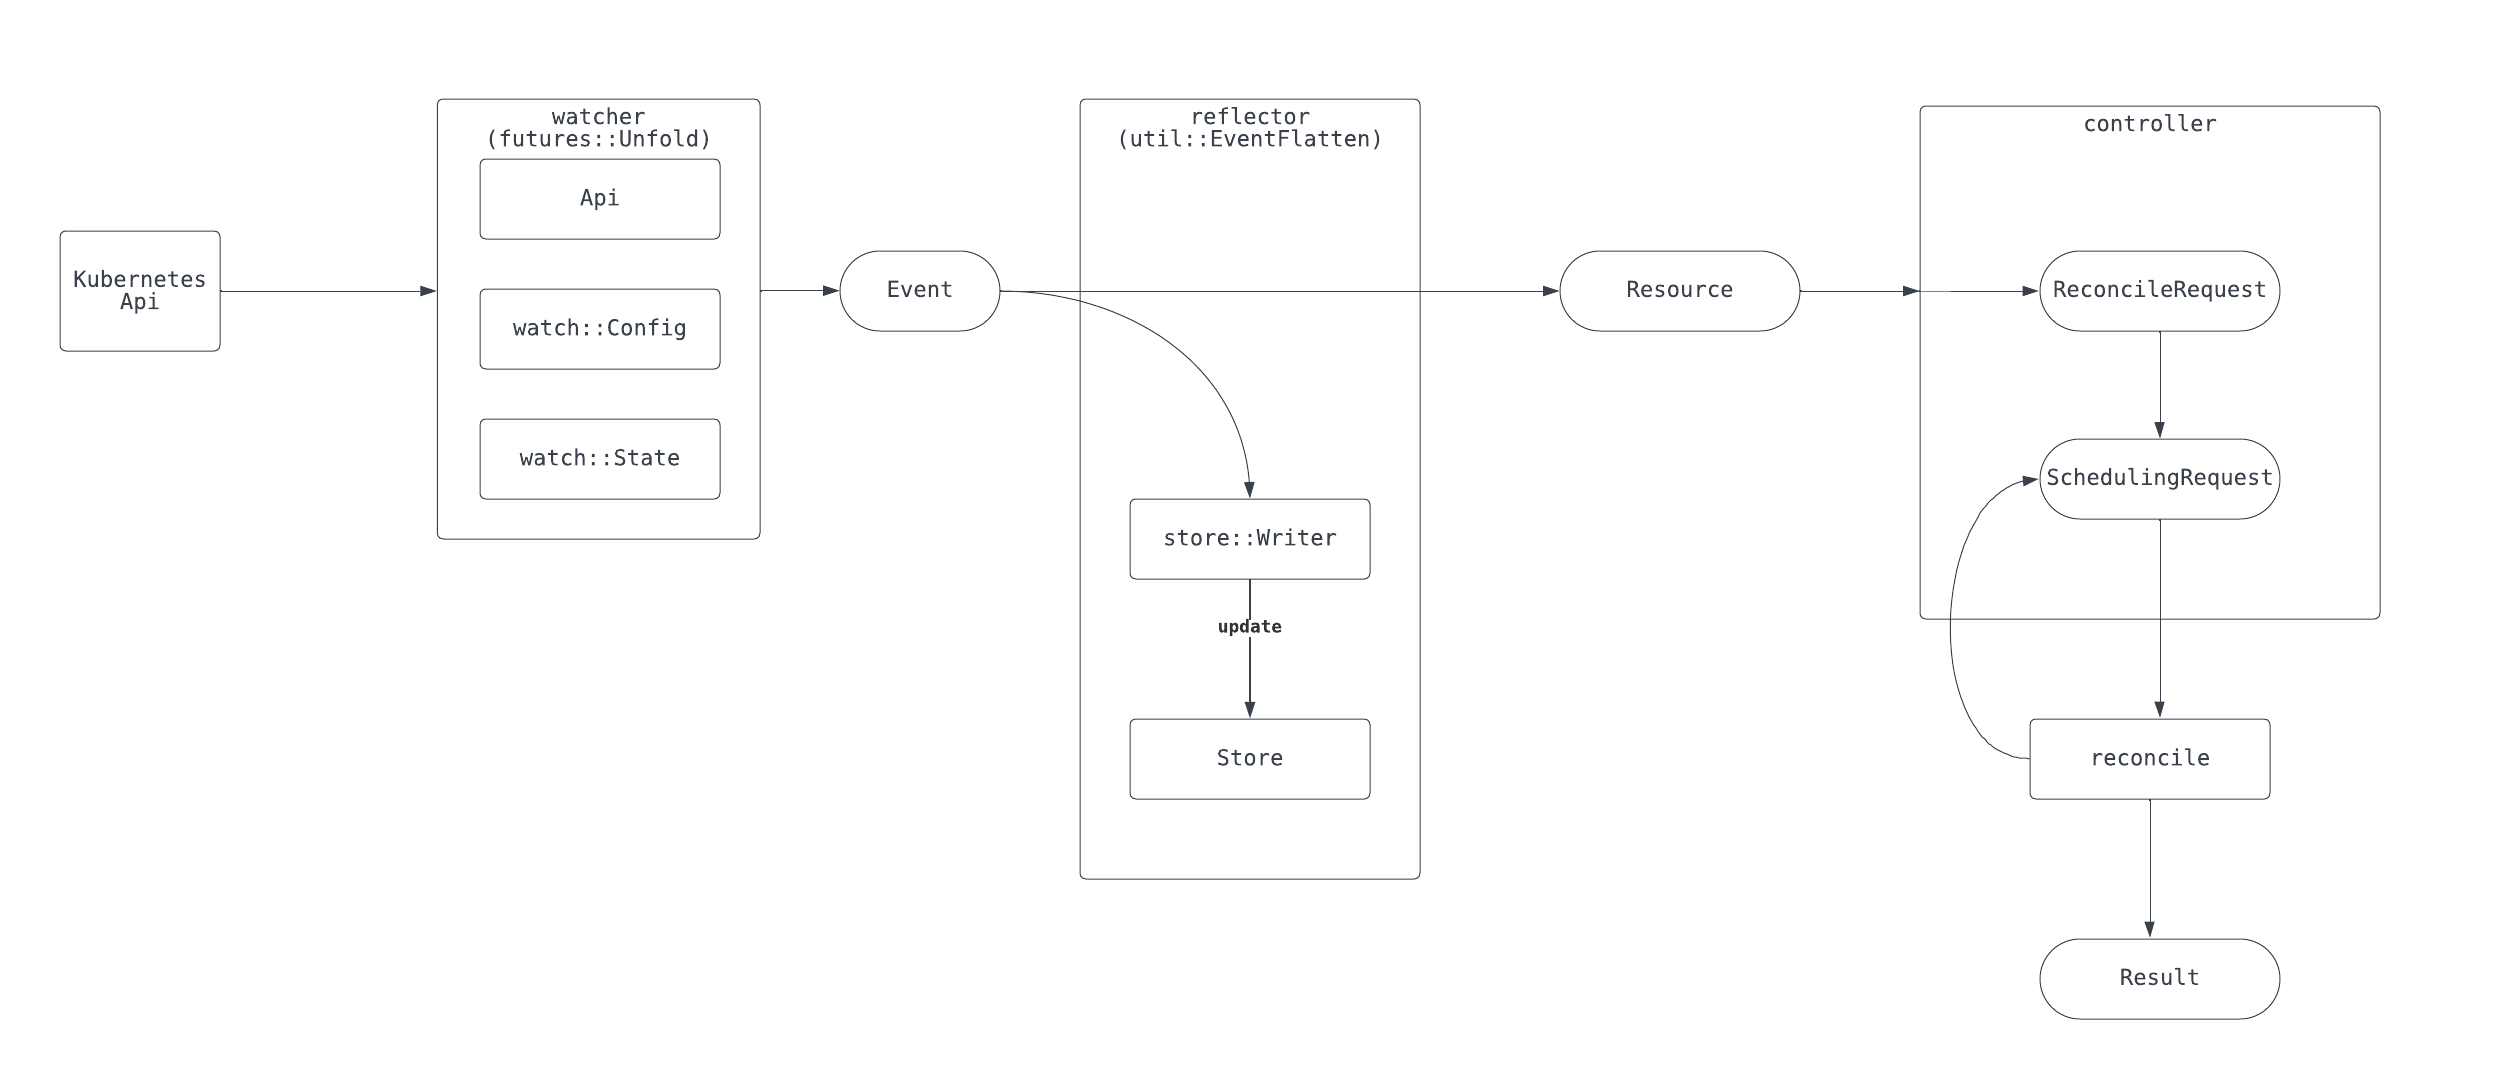 Kubernetes
Api
watcher
(futures::Unfold)
Api
watch::Config
watch::State
Event
reflector
(util::EventFlatten)
store::Writer
update
Store
Resource
controller
ReconcileRequest
SchedulingRequest
reconcile
Result